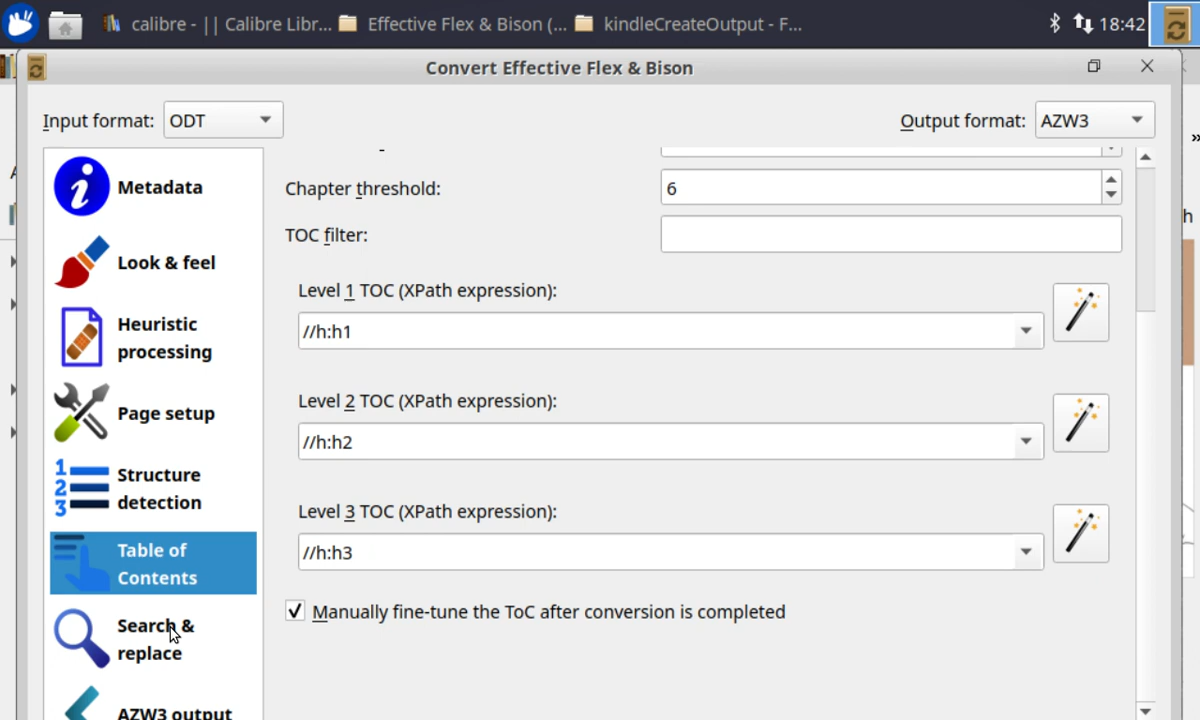 calibre - || Calibre Libr...
Effective Flex & Bison (...
kindleCreateOutput - F...
18:42
Convert Effective Flex & Bison
Input format: ODT
Output format: AZW3
Metadata
Look & feel
Heuristic
processing
Page setup
1
2
3
Structure
detection
Table of
Contents
Search &
replace
AZW3 output
Chapter threshold: 6
TOC filter:
Level 1 TOC (XPath expression):
//h:h1
Level 2 TOC (XPath expression):
//h:h2
Level 3 TOC (XPath expression):
//h:h3
Manually fine-tune the ToC after conversion is completed
»
h